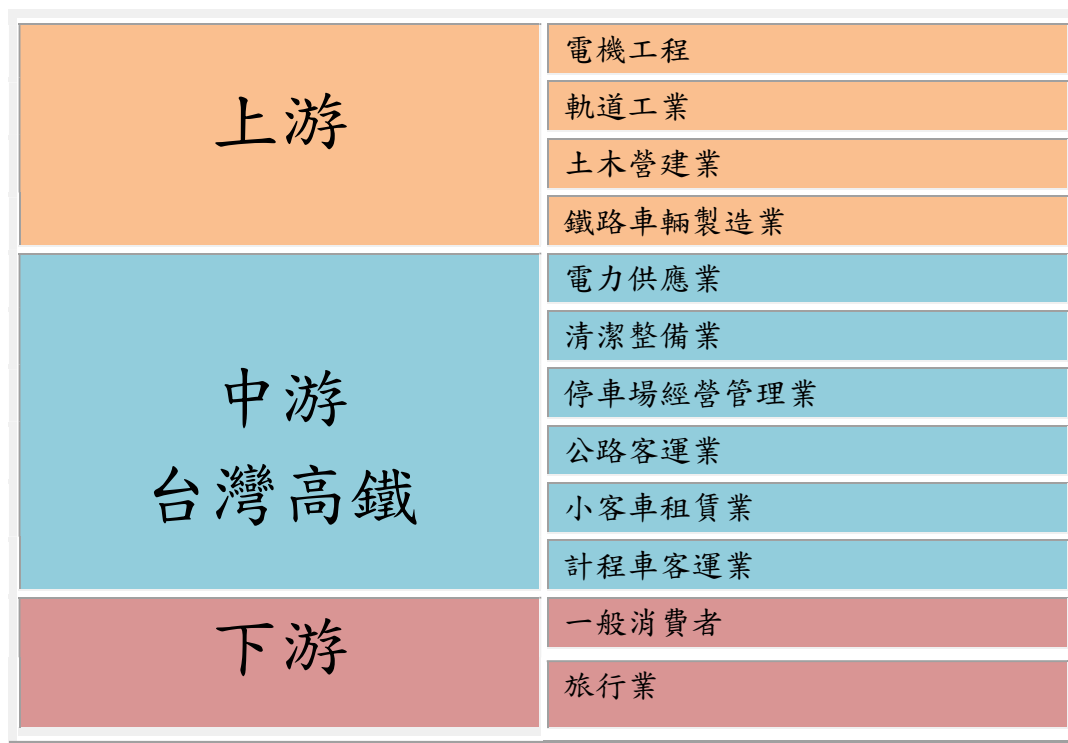 上游
電機工程
軌道工業
土木營建業
鐵路車輛製造業
中游
台灣高鐵
電力供應業
清潔整備業
停車場經營管理業
公路客運業
小客車租賃業
計程車客運業
下游
一般消費者
旅行業